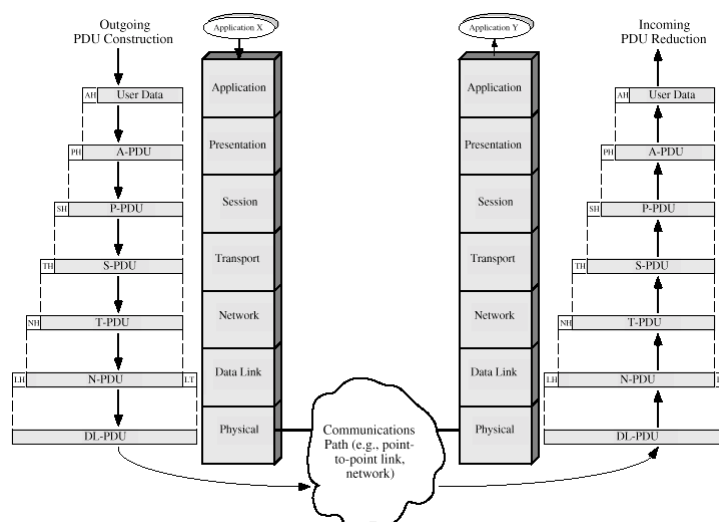 Outgoing
PDU Construction
Application X
Application Y
Incoming
PDU Reduction
AH
User Data
Application
Application
AH
User Data
PH
A-PDU
Presentation
Presentation
PH
A-PDU
SH
P-PDU
Session
Session
SH
P-PDU
TH
S-PDU
Transport
Transport
TH
S-PDU
NH
T-PDU
Network
Network
NH
T-PDU
LH
N-PDU
LT
Data Link
Data Link
LH
N-PDU
DL-PDU
Physical
Physical
DL-PDU
Communications
Path (e.g., point-
to-point link,
network)